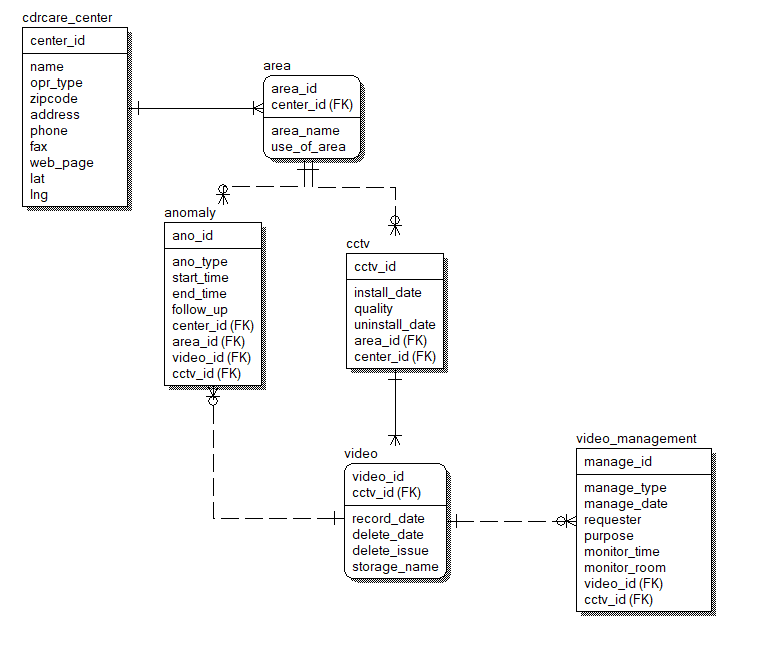 cdrcare_center
center_id
name
opr_type
zipcode
address
phone
fax
web_page
lat
lng
area
area_id
center_id (FK)
area_name
use_of_area
anomaly
ano_id
ano_type
start_time
end_time
follow_up
center_id (FK)
area_id (FK)
video_id (FK)
cctv_id (FK)
cctv
cctv_id
install_date
quality
uninstall_date
area_id (FK)
center_id (FK)
video
video_id
cctv_id (FK)
record_date
delete_date
delete_issue
storage_name
video_management
manage_id
manage_type
manage_date
requester
purpose
monitor_time
monitor_room
video_id (FK)
cctv_id (FK)